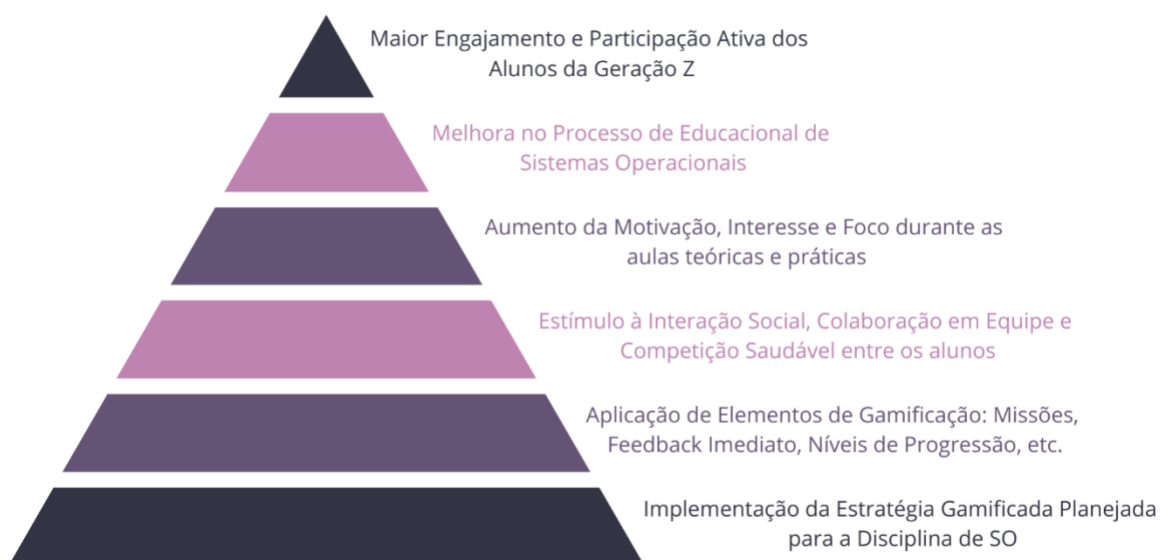 Maior Engajamento e Participação Ativa dos
Alunos da Geração Z
Melhora no Processo de Educacional de
Sistemas Operacionais
Aumento da Motivação, Interesse e Foco durante as
aulas teóricas e práticas
Estímulo à Interação Social, Colaboração em Equipe e
Competição Saudável entre os alunos
Aplicação de Elementos de Gamificação: Missões,
Feedback Imediato, Níveis de Progressão, etc.
Implementação da Estratégia Gamificada Planejada
para a Disciplina de SO